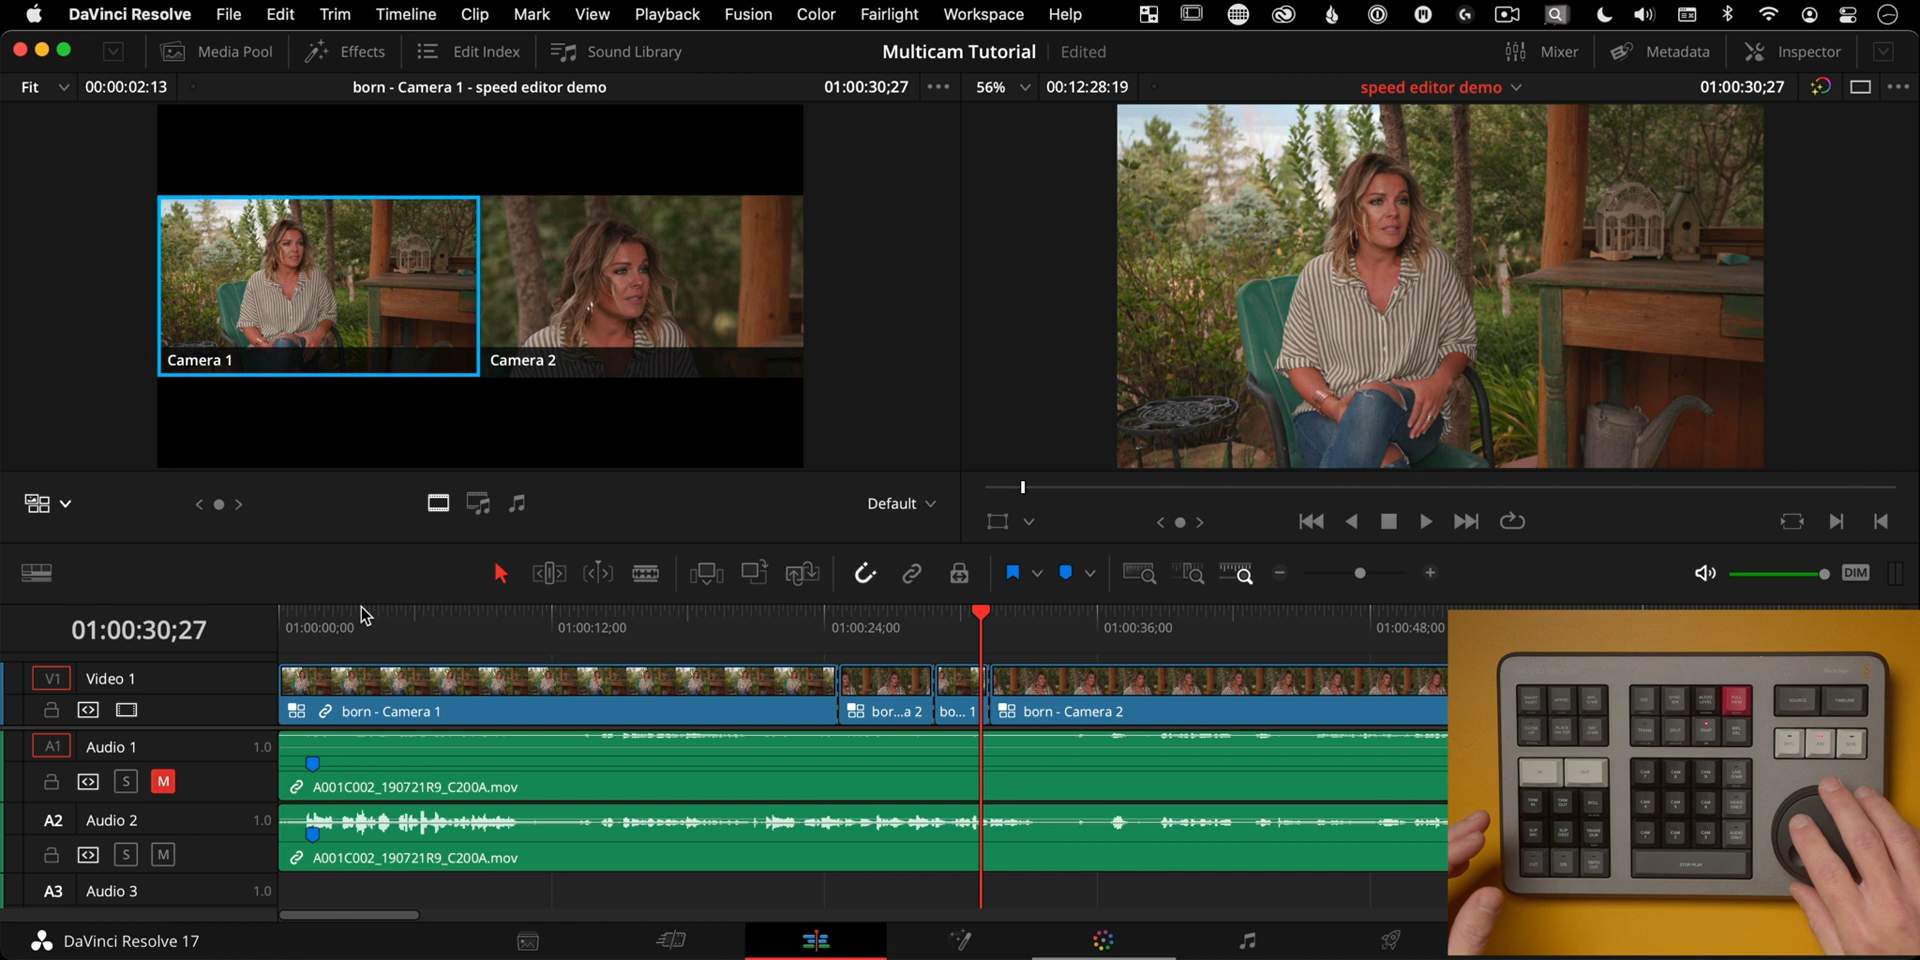 DaVinci Resolve File Edit Trim Timeline Clip Mark View Playback Fusion Color Fairlight Workspace Help
Media Pool Effects Edit Index Sound Library Multicam Tutorial Edited Mixer Metadata Inspector
Fit 00:00:02:13 born - Camera 1 - speed editor demo 01:00:30;27 56% 00:12:28:19 speed editor demo 01:00:30;27
Camera 1 Camera 2
Default
DIM
01:00:30;27 01:00:00;00 01:00:12;00 01:00:24;00 01:00:36;00 01:00:48;00
V1 Video 1
born - Camera 1 bor...a 2 bo... 1 born - Camera 2
A1 Audio 1 1.0
S M A001C002_190721R9_C200A.mov
A2 Audio 2 1.0
S M A001C002_190721R9_C200A.mov
A3 Audio 3 1.0
DaVinci Resolve 17
SOURCE TIMELINE
IN OUT
STOP/PLAY